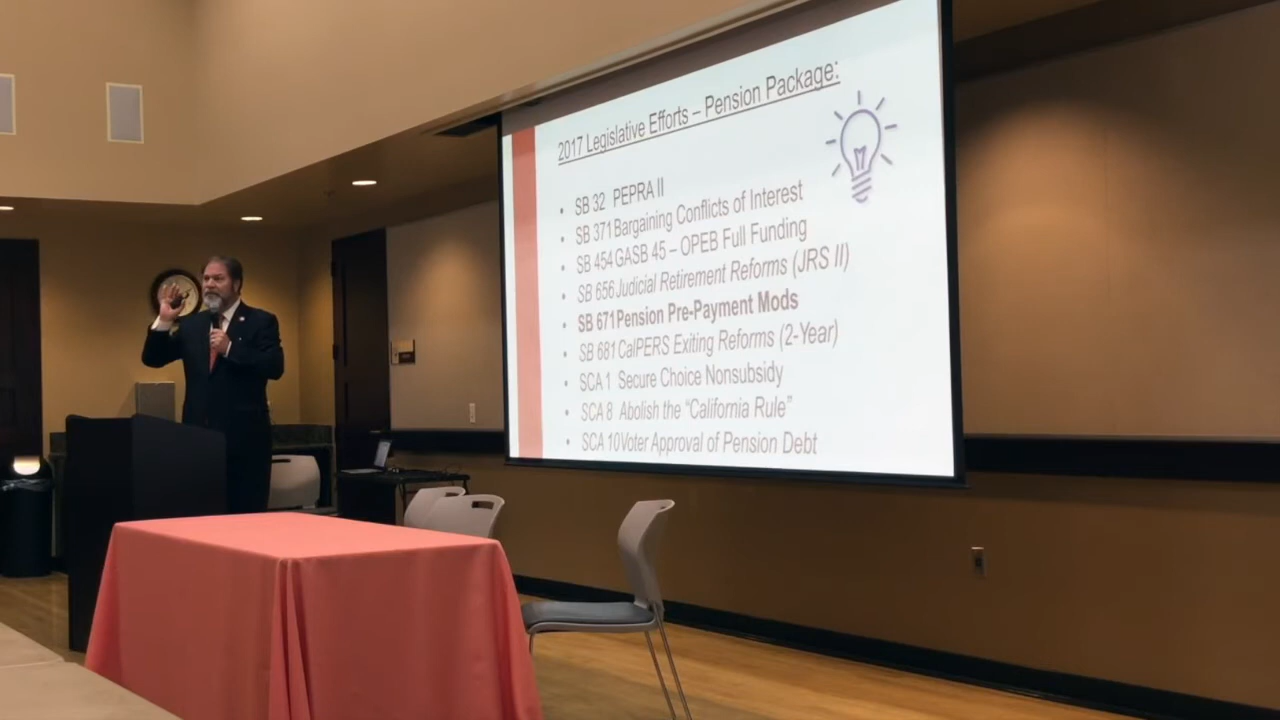 2017 Legislative Efforts – Pension Package:
• SB 32 PEPRA II
• SB 371 Bargaining Conflicts of Interest
• SB 454 GASB 45 – OPEB Full Funding
• SB 656 Judicial Retirement Reforms (JRS II)
• SB 671 Pension Pre-Payment Mods
• SB 681 CalPERS Exiting Reforms (2-Year)
• SCA 1 Secure Choice Nonsubsidy
• SCA 8 Abolish the “California Rule”
• SCA 10 Voter Approval of Pension Debt